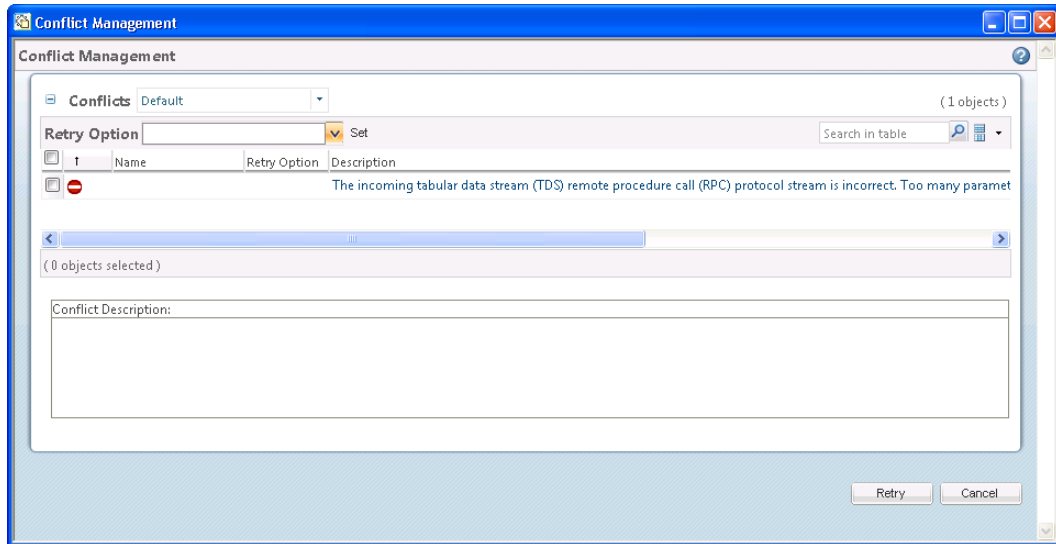 Conflict Management
Conflict Management
Conflicts Default
(1 objects)
Retry Option Set Search in table
Name Retry Option Description
The incoming tabular data stream (TDS) remote procedure call (RPC) protocol stream is incorrect. Too many paramet
(0 objects selected)
Conflict Description:
Retry Cancel